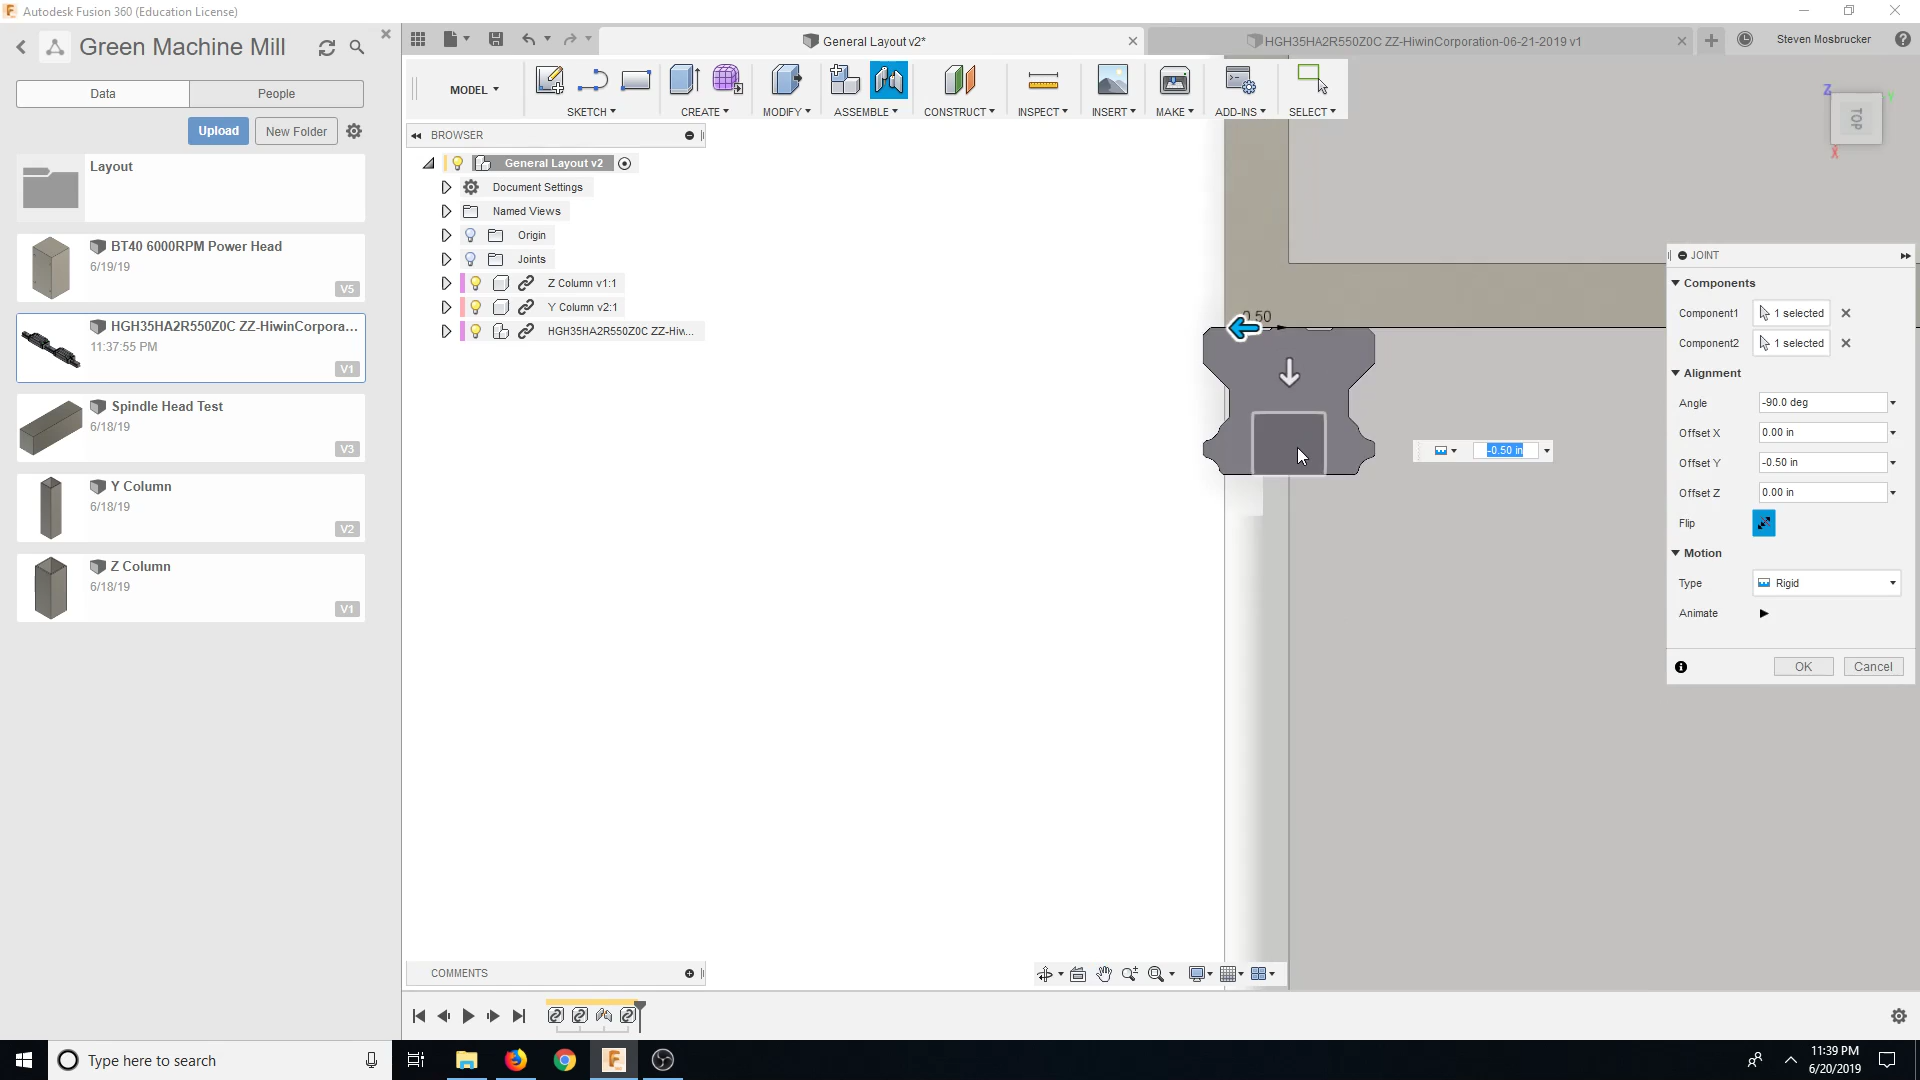 Autodesk Fusion 360 (Education License)
Green Machine Mill
Data
People
Upload
New Folder
Layout
BT40 6000RPM Power Head
6/19/19
V5
HGH35HA2R550Z0C ZZ-HiwinCorpora...
11:37:55 PM
V1
Spindle Head Test
6/18/19
V3
Y Column
6/18/19
V2
Z Column
6/18/19
V1
General Layout v2*
HGH35HA2R550Z0C ZZ-HiwinCorporation-06-21-2019 v1
Steven Mosbrucker
MODEL
SKETCH
CREATE
MODIFY
ASSEMBLE
CONSTRUCT
INSPECT
INSERT
MAKE
ADD-INS
SELECT
BROWSER
General Layout v2
Document Settings
Named Views
Origin
Joints
Z Column v1:1
Y Column v2:1
HGH35HA2R550Z0C ZZ-Hiw...
Z
Y
TOP
X
0.50
-0.50 in
JOINT
Components
Component1 1 selected
Component2 1 selected
Alignment
Angle -90.0 deg
Offset X 0.00 in
Offset Y -0.50 in
Offset Z 0.00 in
Flip
Motion
Type Rigid
Animate
OK Cancel
COMMENTS
Type here to search
11:39 PM
6/20/2019